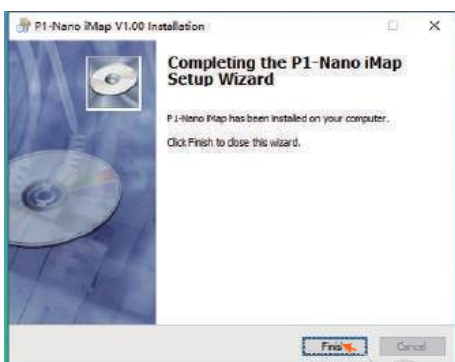 P1-Nano iMap V1.00 Installation
Completing the P1-Nano iMap
Setup Wizard
P1-Nano iMap has been installed on your computer.
Click Finish to close this wizard.
Finish
Cancel